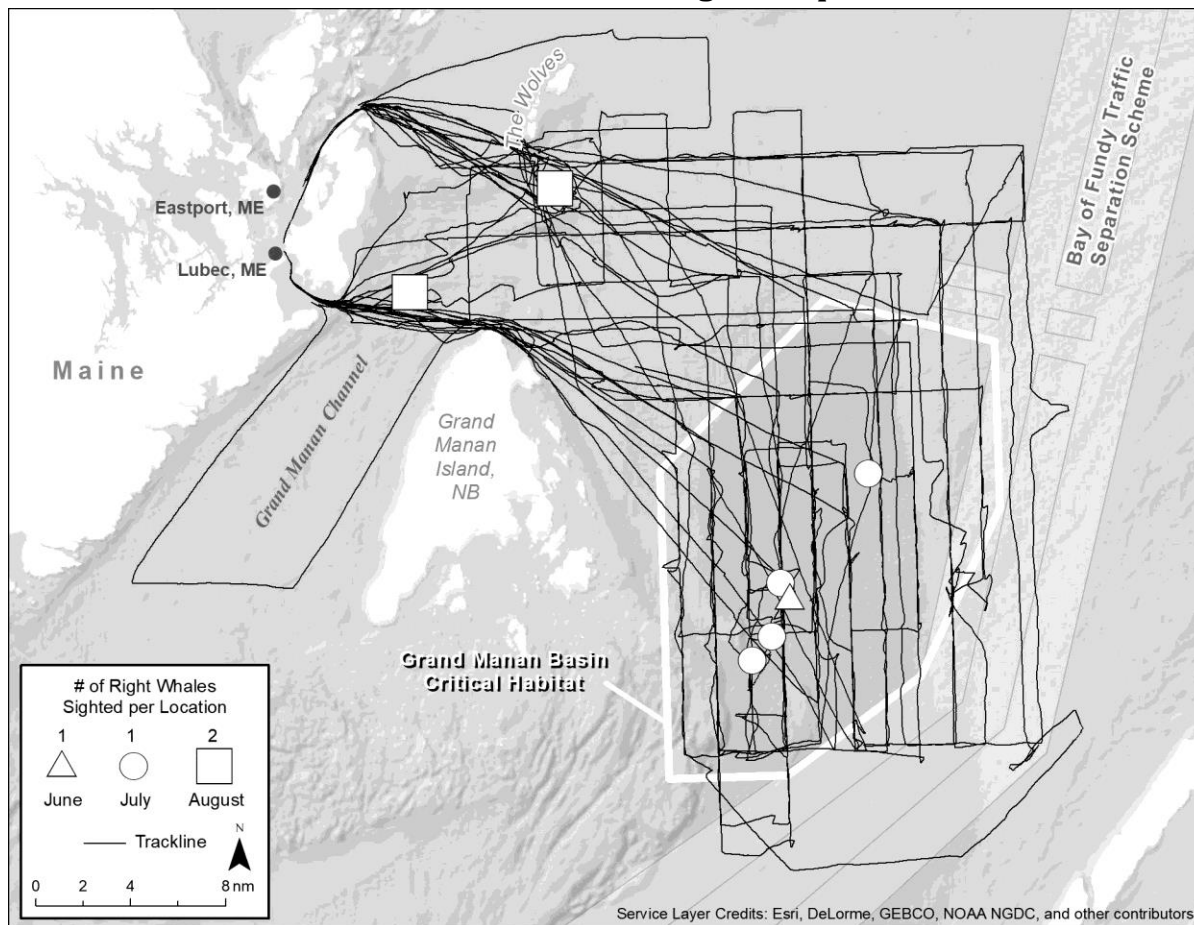 The Wolves
Bay of Fundy Traffic
Separation Scheme
Eastport, ME
Lubec, ME
Maine
Grand Manan Channel
Grand
Manan
Island,
NB
Grand Manan Basin
Critical Habitat
# of Right Whales
Sighted per Location
1 1 2
June July August
Trackline
N
0 2 4 8 nm
Service Layer Credits: Esri, DeLorme, GEBCO, NOAA NGDC, and other contributors